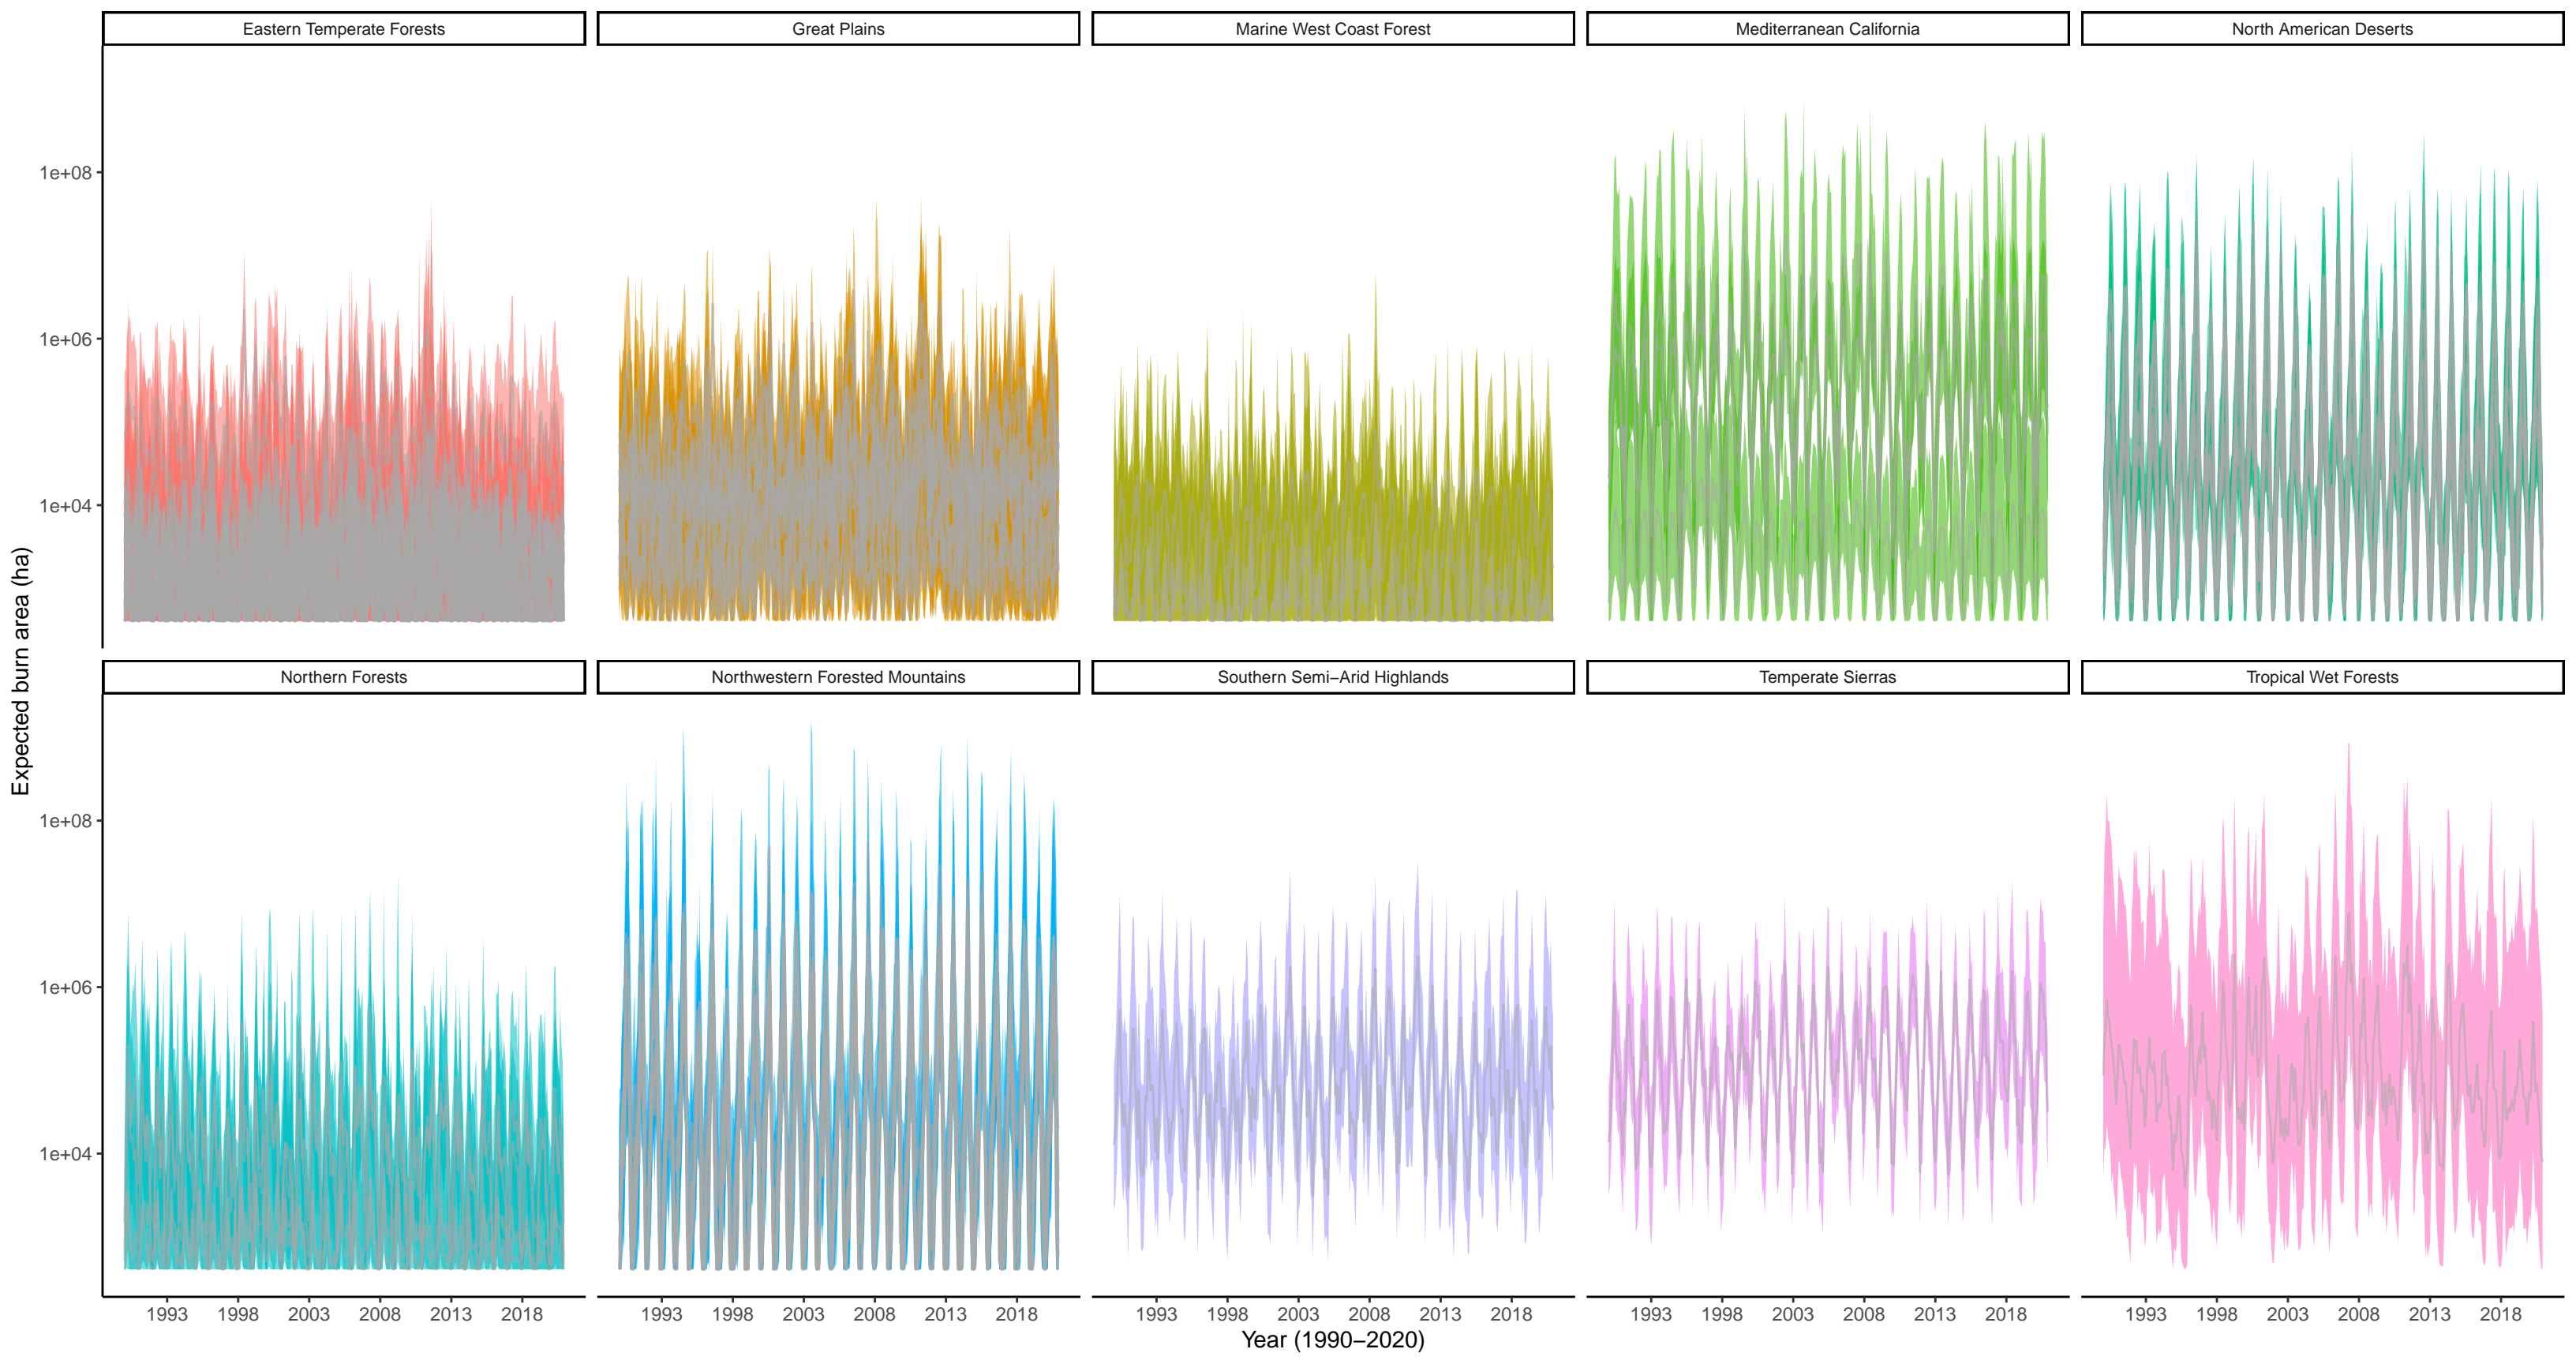 Eastern Temperate Forests
Great Plains
Marine West Coast Forest
Mediterranean California
North American Deserts
1e+08
1e+06
1e+04
Expected burn area (ha)
Northern Forests
Northwestern Forested Mountains
Southern Semi−Arid Highlands
Temperate Sierras
Tropical Wet Forests
1e+08
1e+06
1e+04
1993 1998 2003 2008 2013 2018
1993 1998 2003 2008 2013 2018
1993 1998 2003 2008 2013 2018
1993 1998 2003 2008 2013 2018
1993 1998 2003 2008 2013 2018
Year (1990−2020)